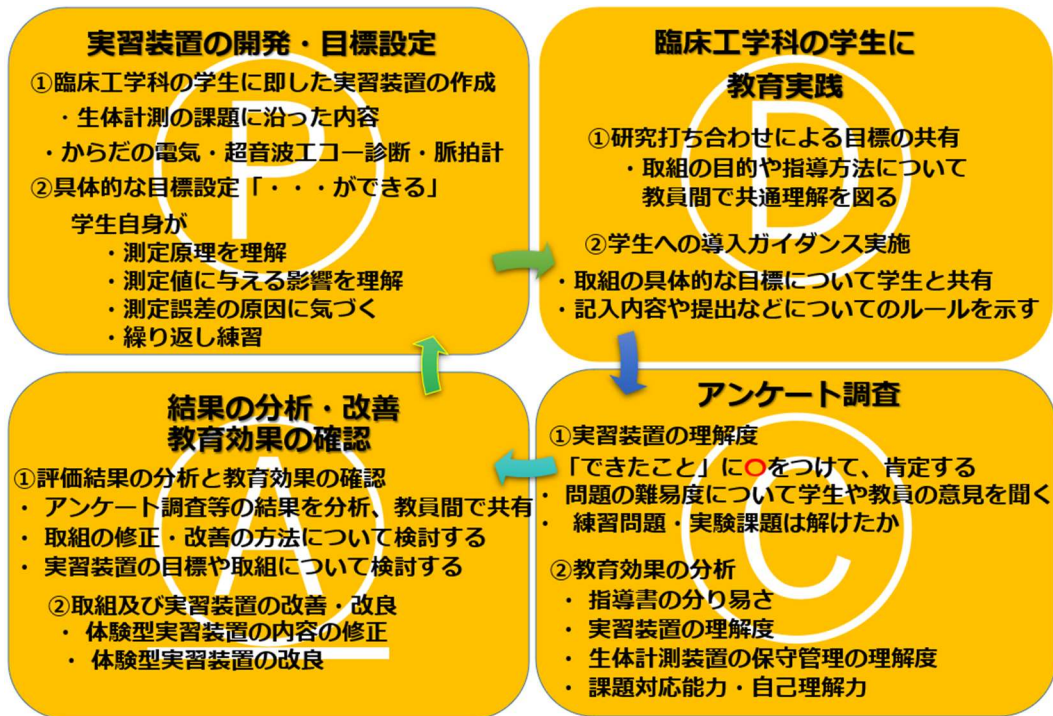 実習装置の開発・目標設定
①臨床工学科の学生に即した実習装置の作成
・生体計測の課題に沿った内容
・からだの電気・超音波エコー診断・脈拍計
②具体的な目標設定「・・・ができる」
学生自身が
・測定原理を理解
・測定値に与える影響を理解
・測定誤差の原因に気づく
・繰り返し練習
P
臨床工学科の学生に
教育実践
①研究打ち合わせによる目標の共有
・取組の目的や指導方法について
教員間で共通理解を図る
②学生への導入ガイダンス実施
・取組の具体的な目標について学生と共有
・記入内容や提出などについてのルールを示す
D
結果の分析・改善
教育効果の確認
①評価結果の分析と教育効果の確認
・ アンケート調査等の結果を分析、教員間で共有
・ 取組の修正・改善の方法について検討する
・ 実習装置の目標や取組について検討する
②取組及び実習装置の改善・改良
・ 体験型実習装置の内容の修正
・ 体験型実習装置の改良
A
アンケート調査
①実習装置の理解度
「できたこと」に〇をつけて、肯定する
・ 問題の難易度について学生や教員の意見を聞く
・ 練習問題・実験課題は解けたか
②教育効果の分析
・ 指導書の分り易さ
・ 実習装置の理解度
・ 生体計測装置の保守管理の理解度
・ 課題対応能力・自己理解力
C